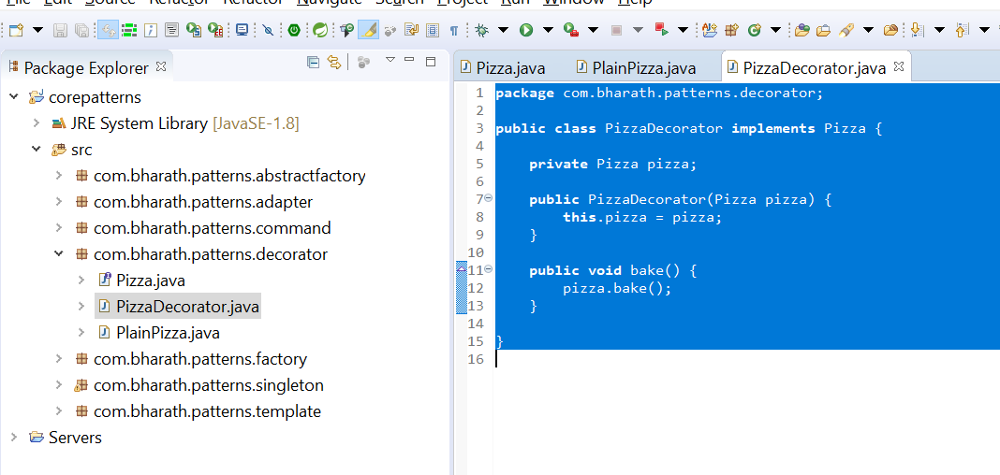 File Edit Source Refactor Refactor Navigate Search Project Run Window Help
Package Explorer
corepatterns
JRE System Library [JavaSE-1.8]
src
com.bharath.patterns.abstractfactory
com.bharath.patterns.adapter
com.bharath.patterns.command
com.bharath.patterns.decorator
Pizza.java
PizzaDecorator.java
PlainPizza.java
com.bharath.patterns.factory
com.bharath.patterns.singleton
com.bharath.patterns.template
Servers
Pizza.java PlainPizza.java PizzaDecorator.java
1 package com.bharath.patterns.decorator;
2
3 public class PizzaDecorator implements Pizza {
4
5 private Pizza pizza;
6
7 public PizzaDecorator(Pizza pizza) {
8 this.pizza = pizza;
9 }
10
11 public void bake() {
12 pizza.bake();
13 }
14
15 }
16